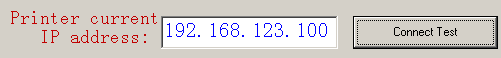 Printer current
IP address:
192.168.123.100
Connect Test